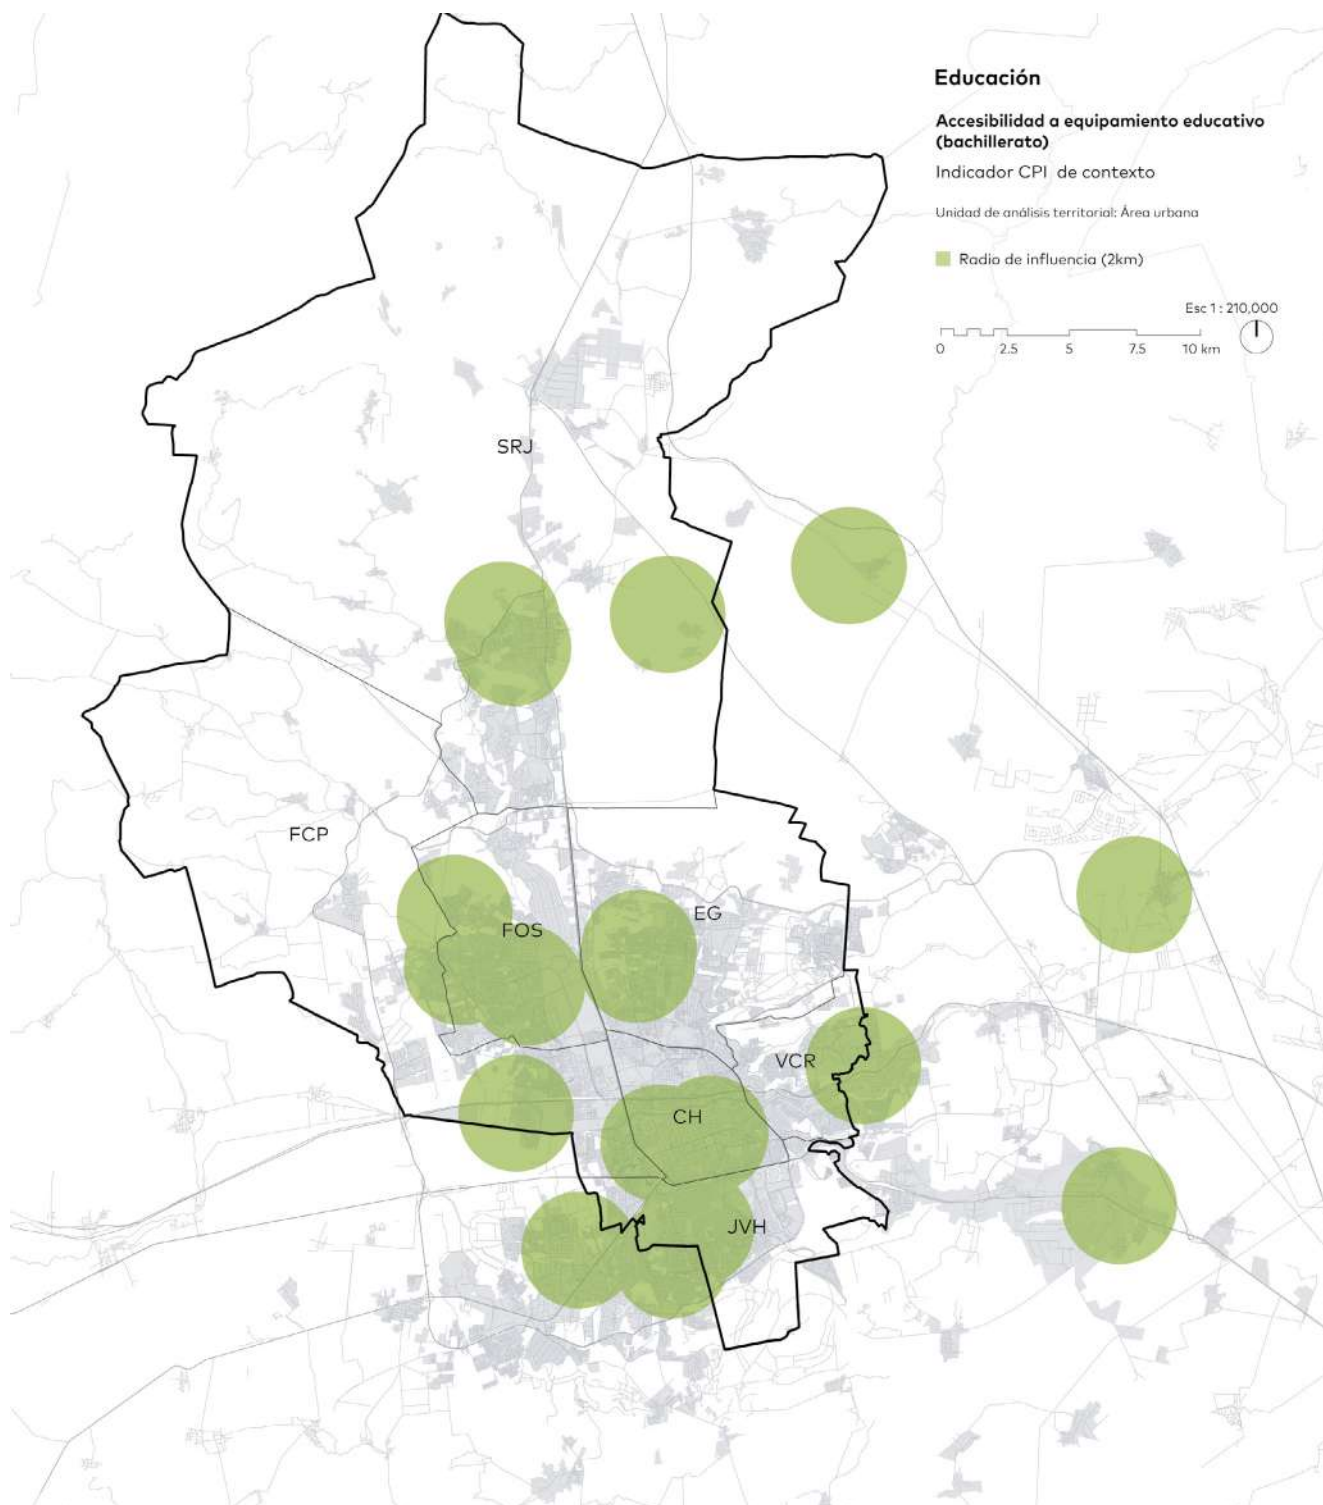 Educación
Accesibilidad a equipamiento educativo
(bachillerato)
Indicador CPI de contexto
Unidad de análisis territorial: Área urbana
Radio de influencia (2km)
Esc 1 : 210,000
0 2.5 5 7.5 10 km
SRJ
FCP
FOS
EG
VCR
CH
JVH